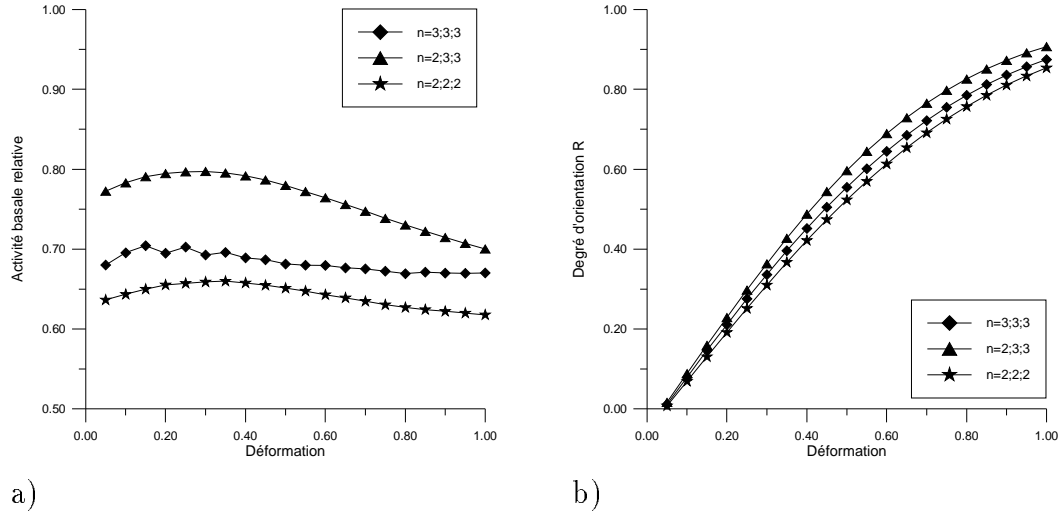 1.00
0.90
0.80
0.70
0.60
0.50
Activité basale relative
n=3;3;3
n=2;3;3
n=2;2;2
0.00 0.20 0.40 0.60 0.80 1.00
Déformation
a)
1.00
0.80
0.60
0.40
0.20
0.00
Degré d'orientation R
n=3;3;3
n=2;3;3
n=2;2;2
0.00 0.20 0.40 0.60 0.80 1.00
Déformation
b)